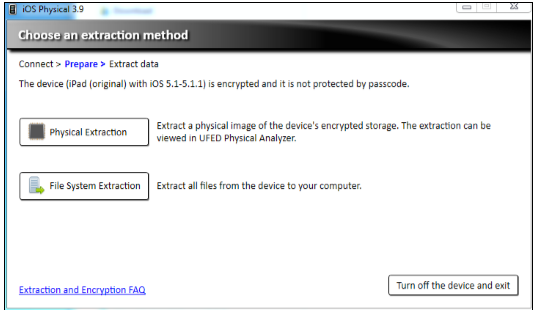 iOS Physical 3.9
Choose an extraction method
Connect > Prepare > Extract data
The device (iPad (original) with iOS 5.1-5.1.1) is encrypted and it is not protected by passcode.
Physical Extraction
Extract a physical image of the device's encrypted storage. The extraction can be
viewed in UFED Physical Analyzer.
File System Extraction
Extract all files from the device to your computer.
Extraction and Encryption FAQ
Turn off the device and exit